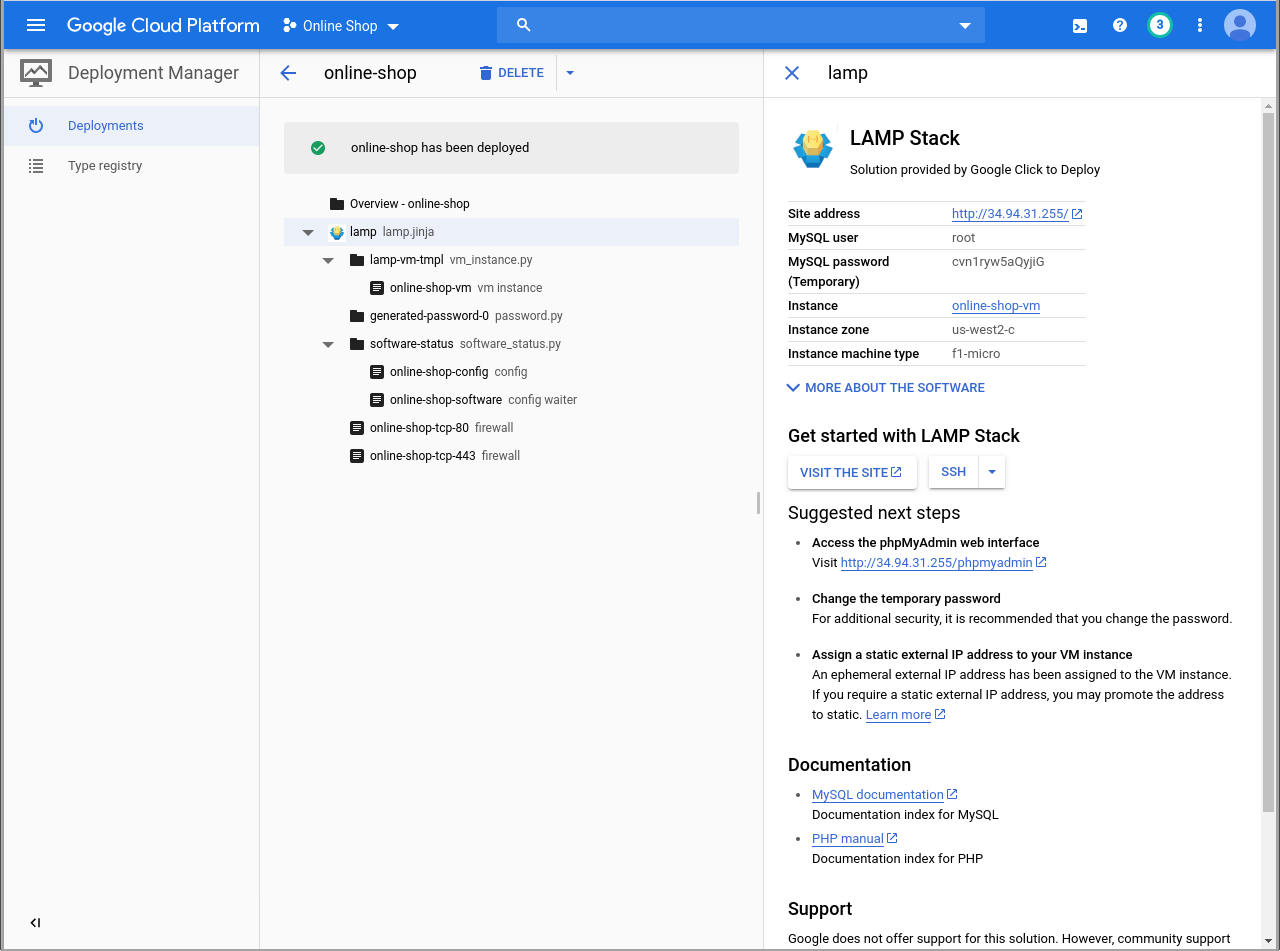 Google Cloud Platform
Online Shop
3
Deployment Manager
Deployments
Type registry
online-shop
DELETE
online-shop has been deployed
Overview - online-shop
lamp lamp.jinja
lamp-vm-tmpl vm_instance.py
online-shop-vm vm instance
generated-password-0 password.py
software-status software_status.py
online-shop-config config
online-shop-software config waiter
online-shop-tcp-80 firewall
online-shop-tcp-443 firewall
lamp
LAMP Stack
Solution provided by Google Click to Deploy
Site address http://34.94.31.255/
MySQL user root
MySQL password cvn1ryw5aQyjiG
(Temporary)
Instance online-shop-vm
Instance zone us-west2-c
Instance machine type f1-micro
MORE ABOUT THE SOFTWARE
Get started with LAMP Stack
VISIT THE SITE SSH
Suggested next steps
• Access the phpMyAdmin web interface
Visit http://34.94.31.255/phpmyadmin
• Change the temporary password
For additional security, it is recommended that you change the password.
• Assign a static external IP address to your VM instance
An ephemeral external IP address has been assigned to the VM instance.
If you require a static external IP address, you may promote the address
to static. Learn more
Documentation
• MySQL documentation
Documentation index for MySQL
• PHP manual
Documentation index for PHP
Support
Google does not offer support for this solution. However, community support